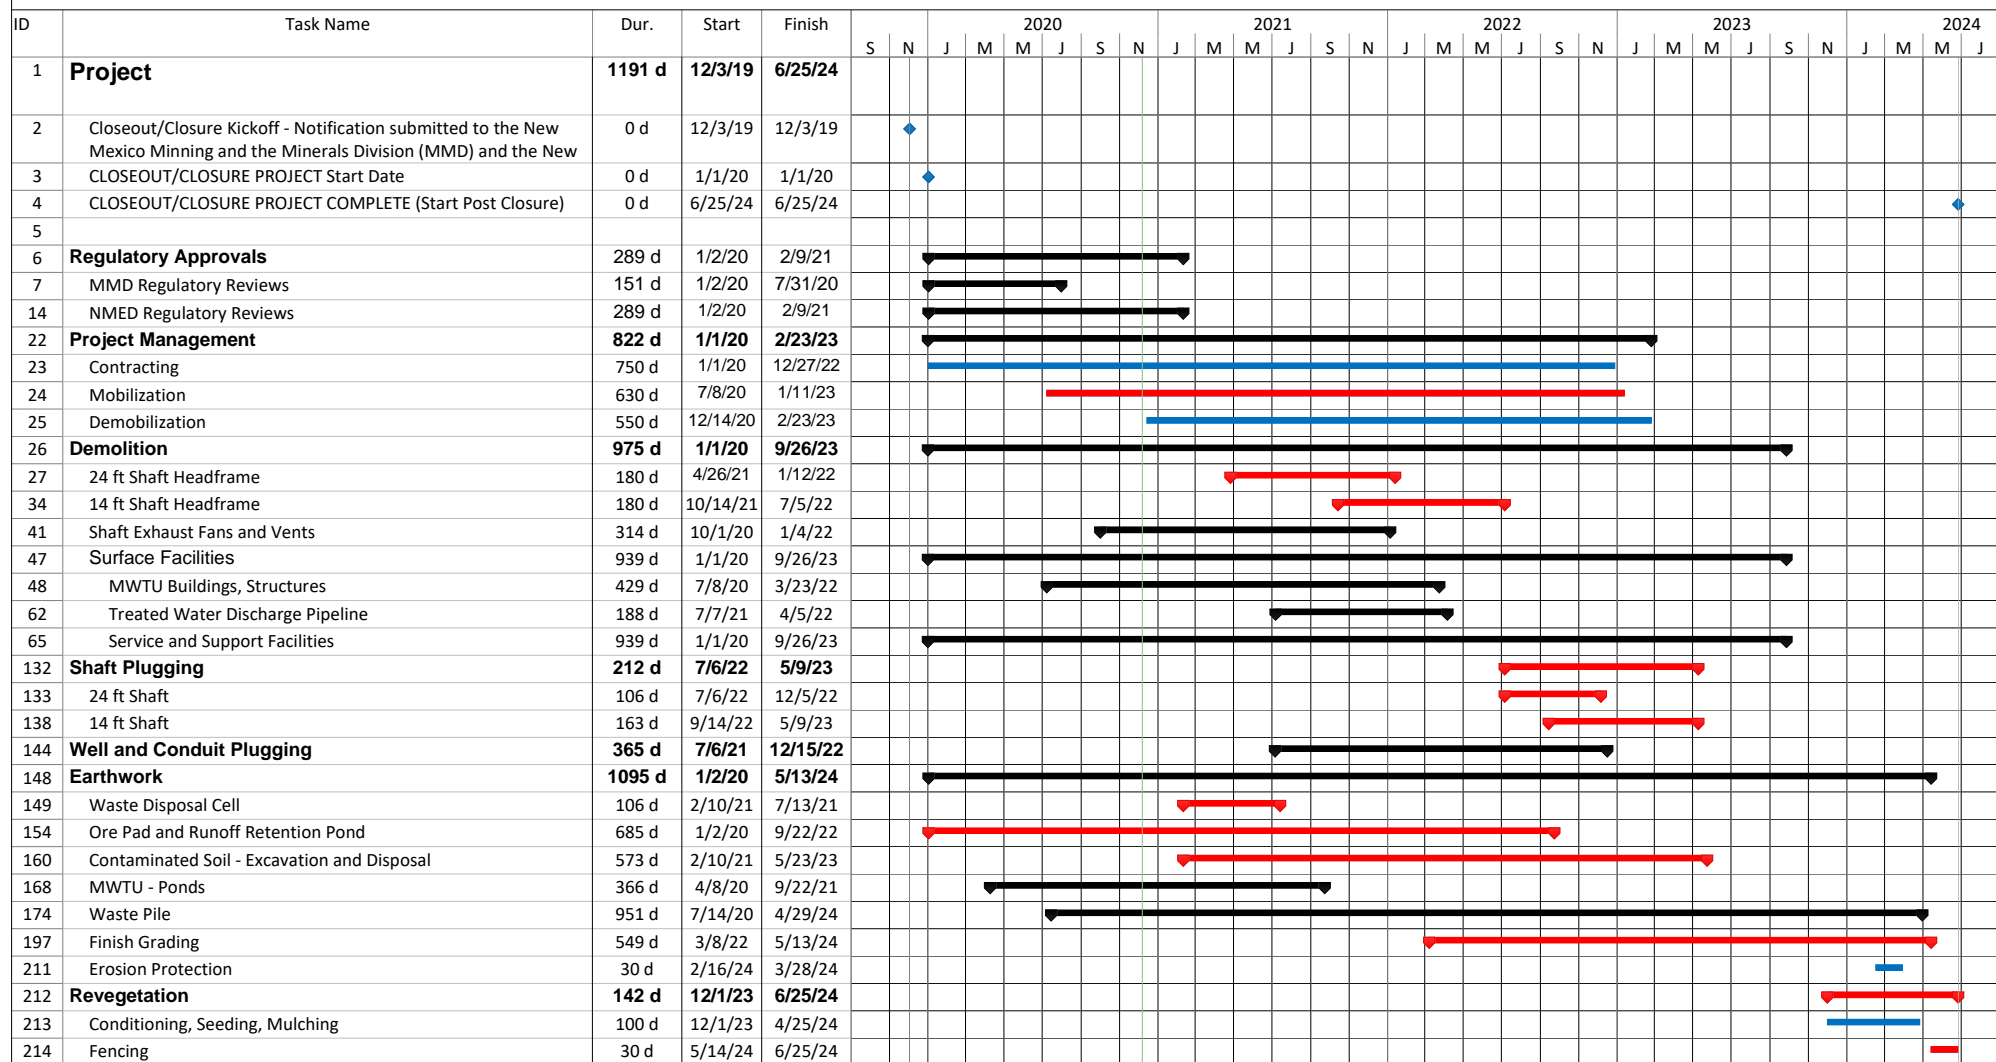 ID Task Name Dur. Start Finish 2020 2021 2022 2023 2024
S N J M M J S N J M M J S N J M M J S N J M M J S N J M M J
1 Project 1191 d 12/3/19 6/25/24
2 Closeout/Closure Kickoff - Notification submitted to the New 0 d 12/3/19 12/3/19
Mexico Minning and the Minerals Division (MMD) and the New
3 CLOSEOUT/CLOSURE PROJECT Start Date 0 d 1/1/20 1/1/20
4 CLOSEOUT/CLOSURE PROJECT COMPLETE (Start Post Closure) 0 d 6/25/24 6/25/24
5
6 Regulatory Approvals 289 d 1/2/20 2/9/21
7 MMD Regulatory Reviews 151 d 1/2/20 7/31/20
14 NMED Regulatory Reviews 289 d 1/2/20 2/9/21
22 Project Management 822 d 1/1/20 2/23/23
23 Contracting 750 d 1/1/20 12/27/22
24 Mobilization 630 d 7/8/20 1/11/23
25 Demobilization 550 d 12/14/20 2/23/23
26 Demolition 975 d 1/1/20 9/26/23
27 24 ft Shaft Headframe 180 d 4/26/21 1/12/22
34 14 ft Shaft Headframe 180 d 10/14/21 7/5/22
41 Shaft Exhaust Fans and Vents 314 d 10/1/20 1/4/22
47 Surface Facilities 939 d 1/1/20 9/26/23
48 MWTU Buildings, Structures 429 d 7/8/20 3/23/22
62 Treated Water Discharge Pipeline 188 d 7/7/21 4/5/22
65 Service and Support Facilities 939 d 1/1/20 9/26/23
132 Shaft Plugging 212 d 7/6/22 5/9/23
133 24 ft Shaft 106 d 7/6/22 12/5/22
138 14 ft Shaft 163 d 9/14/22 5/9/23
144 Well and Conduit Plugging 365 d 7/6/21 12/15/22
148 Earthwork 1095 d 1/2/20 5/13/24
149 Waste Disposal Cell 106 d 2/10/21 7/13/21
154 Ore Pad and Runoff Retention Pond 685 d 1/2/20 9/22/22
160 Contaminated Soil - Excavation and Disposal 573 d 2/10/21 5/23/23
168 MWTU - Ponds 366 d 4/8/20 9/22/21
174 Waste Pile 951 d 7/14/20 4/29/24
197 Finish Grading 549 d 3/8/22 5/13/24
211 Erosion Protection 30 d 2/16/24 3/28/24
212 Revegetation 142 d 12/1/23 6/25/24
213 Conditioning, Seeding, Mulching 100 d 12/1/23 4/25/24
214 Fencing 30 d 5/14/24 6/25/24